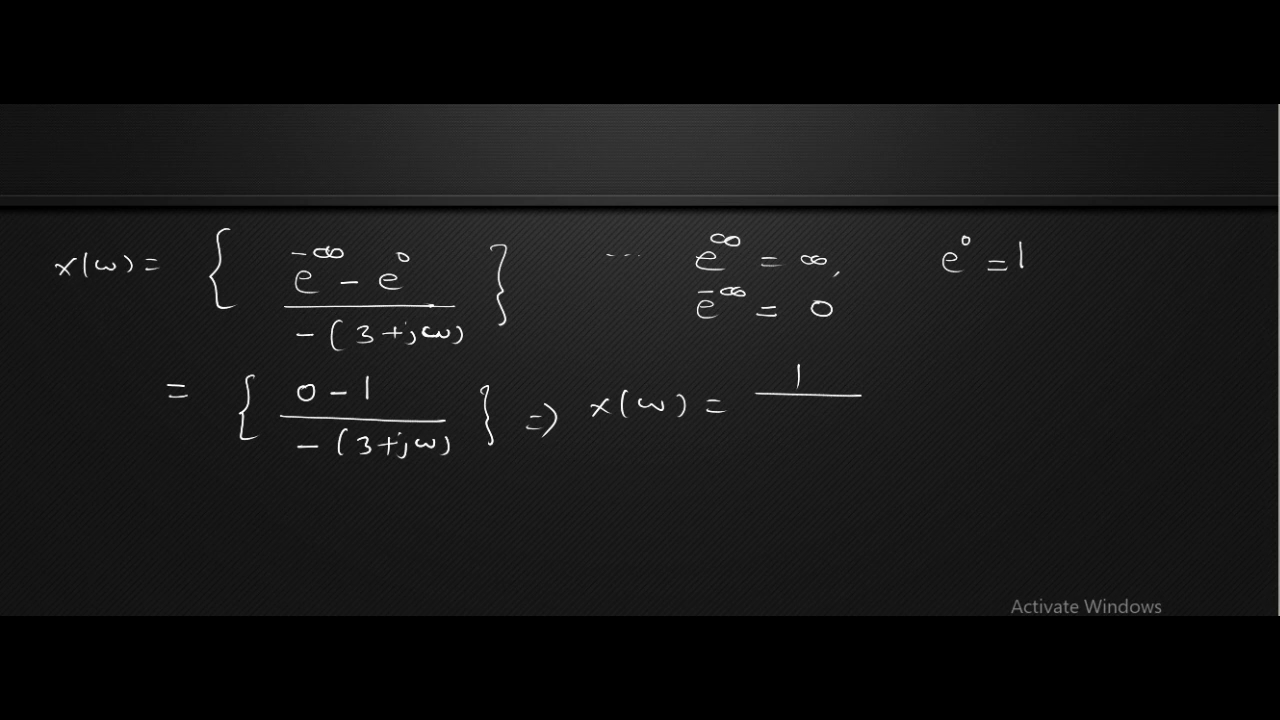 x(ω) = { (e^-∞ - e^0) / -(3+jω) } ... e^∞ = ∞, e^0 = 1
e^-∞ = 0
= { (0 - 1) / -(3+jω) } ⇒ x(ω) = 1 /
Activate Windows